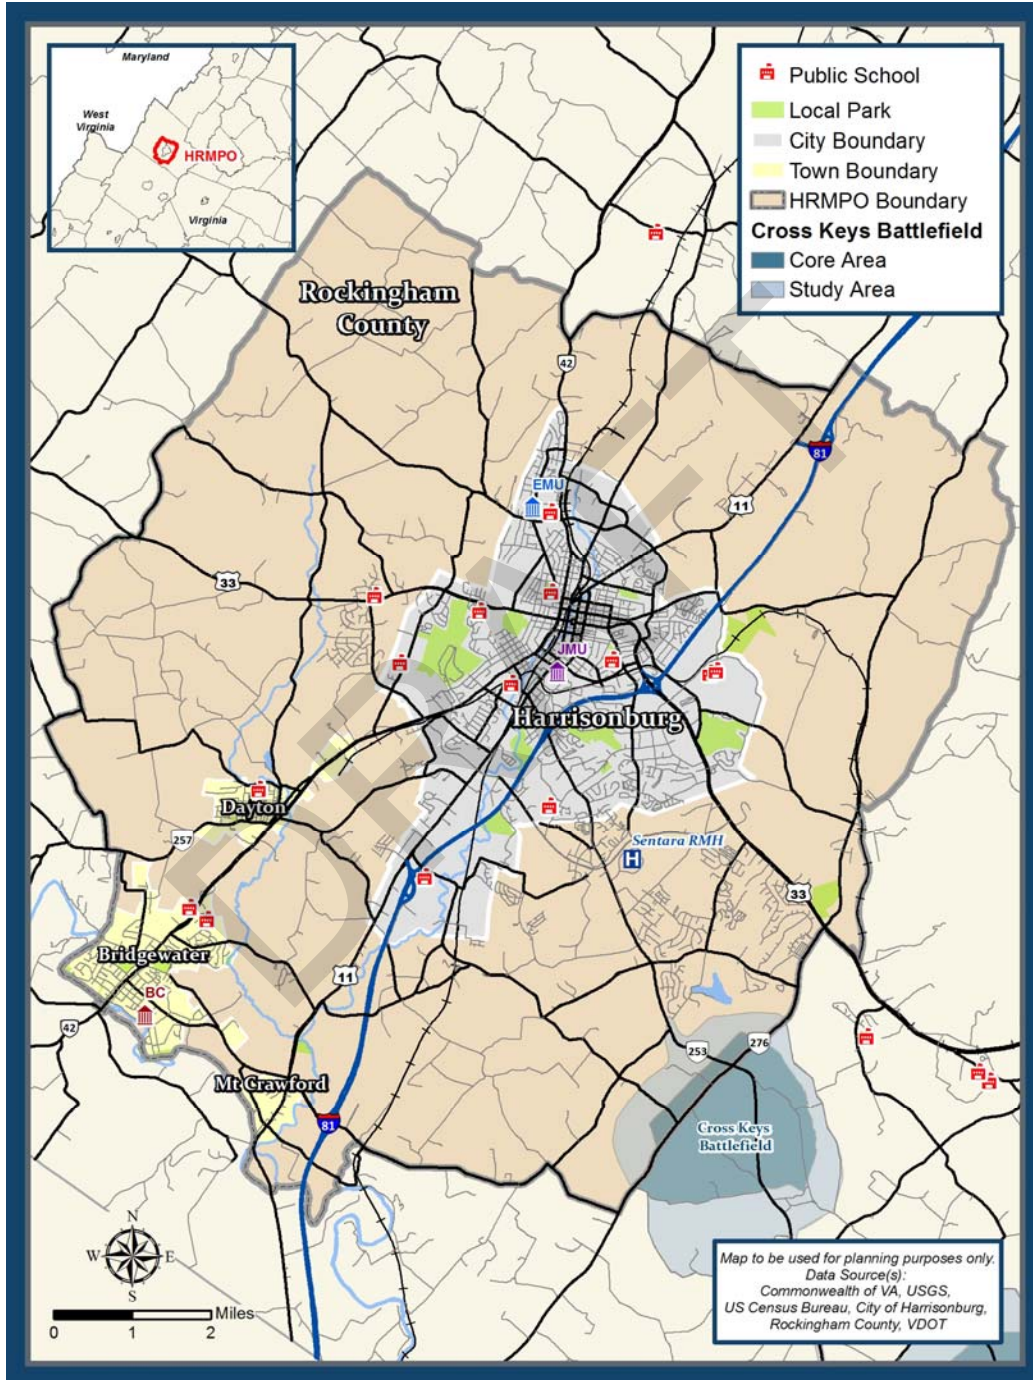 Maryland
West
Virginia
HRMPO
Virginia
Public School
Local Park
City Boundary
Town Boundary
HRMPO Boundary
Cross Keys Battlefield
Core Area
Study Area
Rockingham
County
42
81
EMU
11
33
JMU
Harrisonburg
Dayton
257
Sentara RMH
H
33
Bridgewater
11
BC
42
253
276
Mt Crawford
81
Cross Keys
Battlefield
DRAFT
N
W
E
S
Miles
0
1
2
Map to be used for planning purposes only.
Data Source(s):
Commonwealth of VA, USGS,
US Census Bureau, City of Harrisonburg,
Rockingham County, VDOT